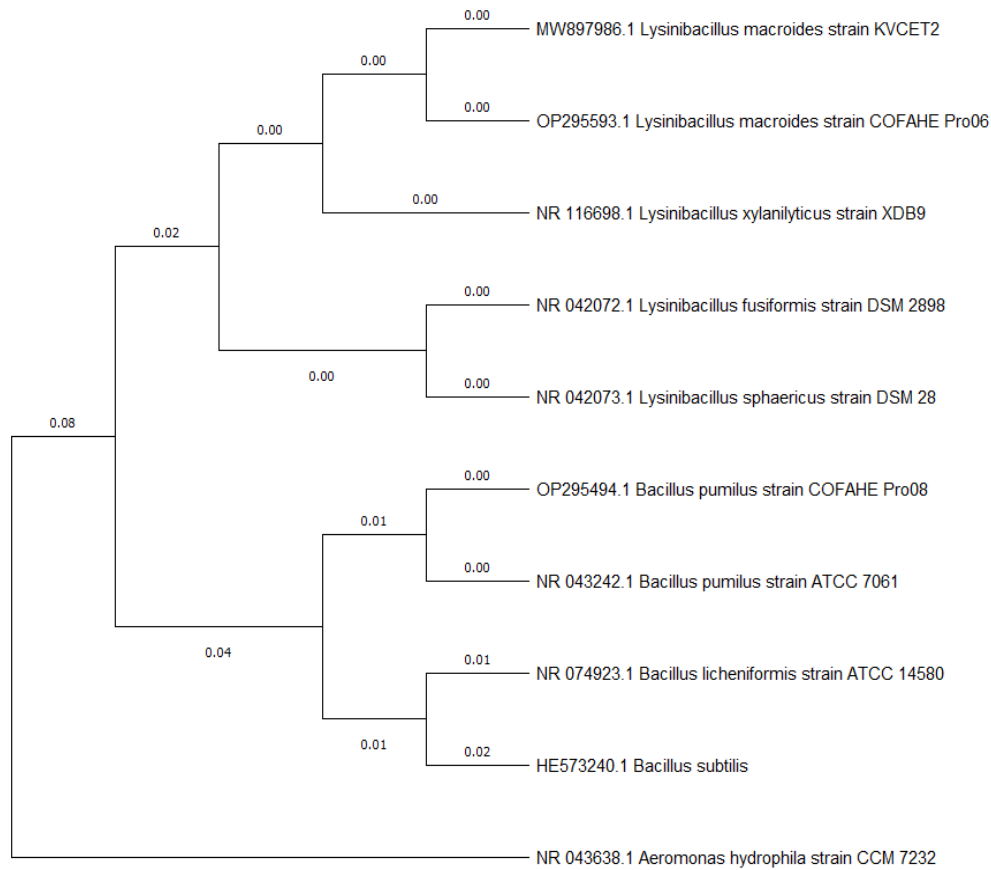 0.00
MW897986.1 Lysinibacillus macroides strain KVCET2
0.00
0.00
OP295593.1 Lysinibacillus macroides strain COFAHE Pro06
0.00
0.00
NR 116698.1 Lysinibacillus xylanilyticus strain XDB9
0.02
0.00
NR 042072.1 Lysinibacillus fusiformis strain DSM 2898
0.00
0.00
NR 042073.1 Lysinibacillus sphaericus strain DSM 28
0.08
0.00
OP295494.1 Bacillus pumilus strain COFAHE Pro08
0.01
0.00
NR 043242.1 Bacillus pumilus strain ATCC 7061
0.04
0.01
NR 074923.1 Bacillus licheniformis strain ATCC 14580
0.01
0.02
HE573240.1 Bacillus subtilis
NR 043638.1 Aeromonas hydrophila strain CCM 7232